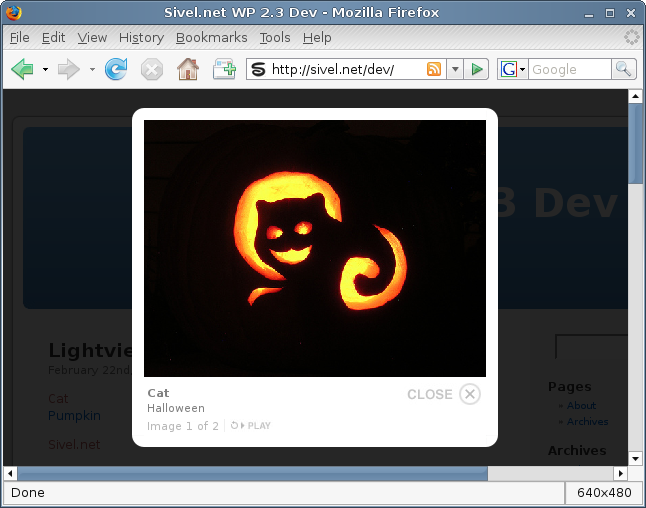 Sivel.net WP 2.3 Dev - Mozilla Firefox
File Edit View History Bookmarks Tools Help
http://sivel.net/dev/
G Google
3 Dev
Cat
Halloween
Image 1 of 2 PLAY
CLOSE
Lightvie
February 22nd,
Cat
Pumpkin
Sivel.net
Pages
About
Archives
Archives
Done
640x480